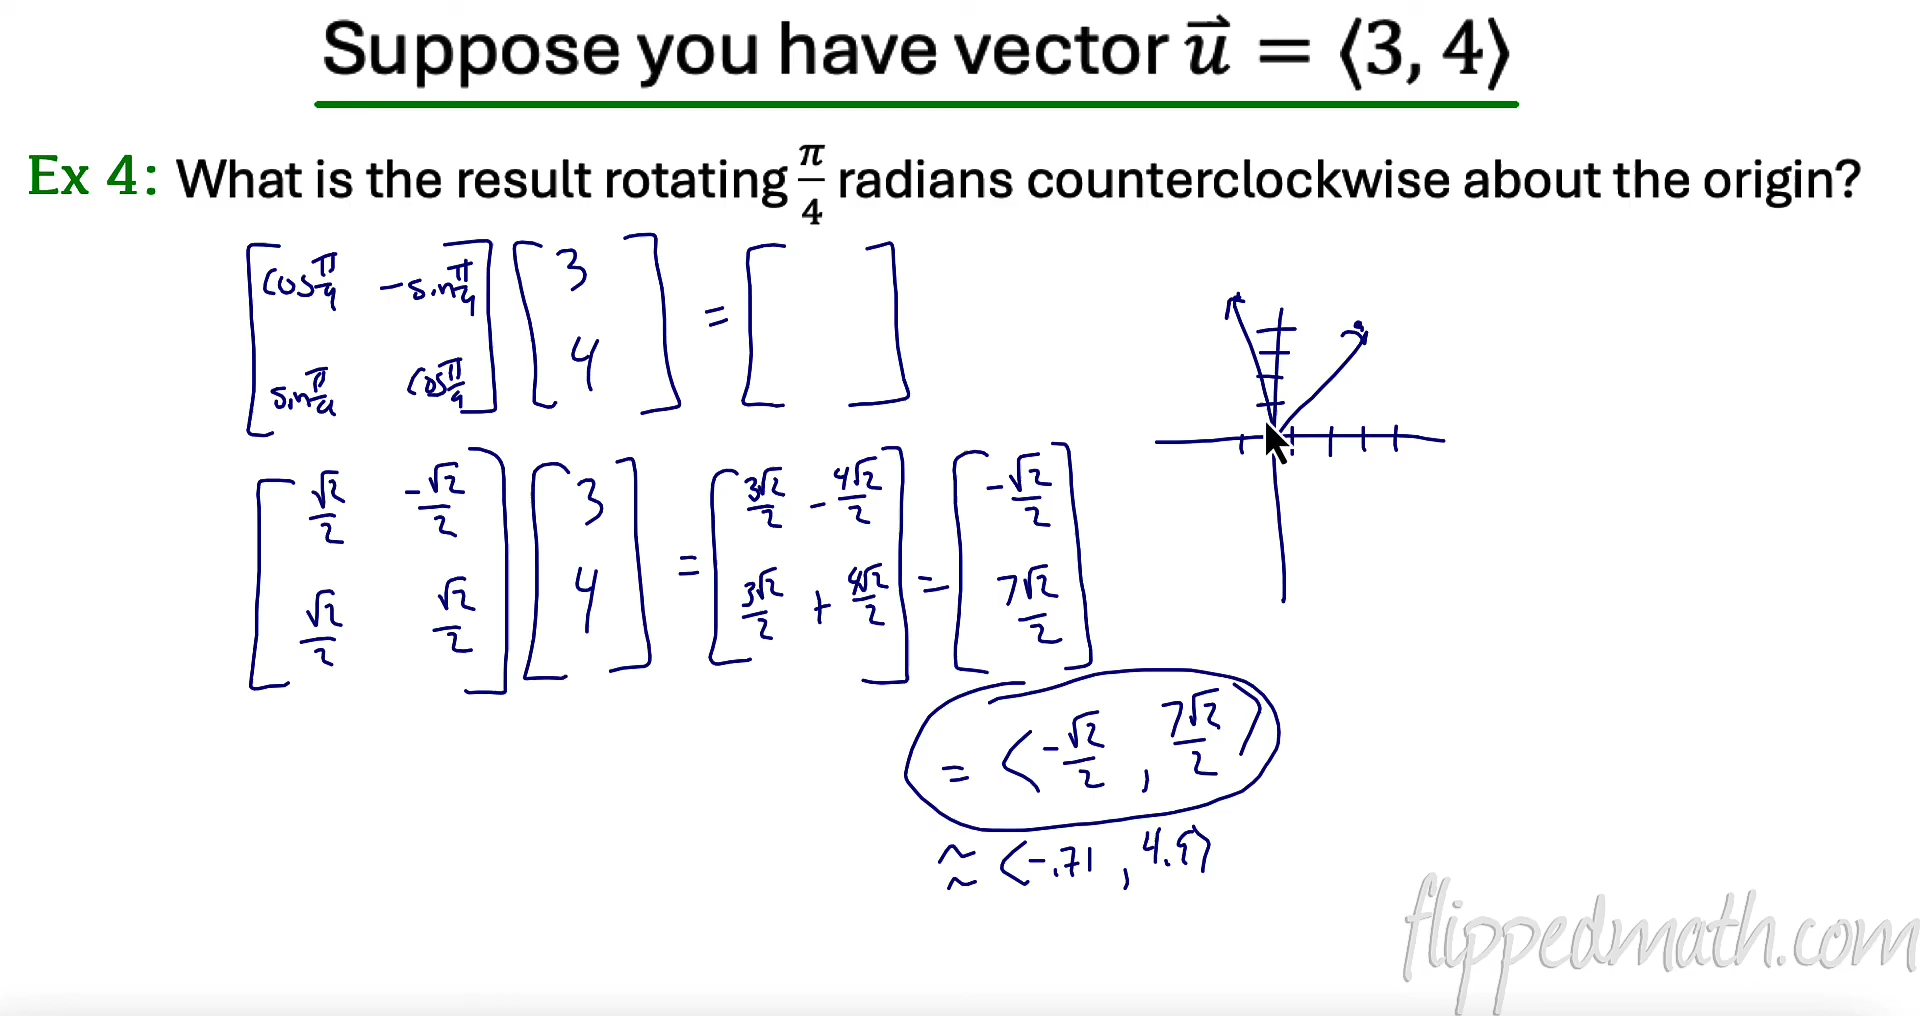 Suppose you have vector u⃗ = ⟨3, 4⟩
Ex 4: What is the result rotating π/4 radians counterclockwise about the origin?
[cos π/4 -sin π/4; sin π/4 cos π/4] [3; 4] = [ ]
[√2/2 -√2/2; √2/2 √2/2] [3; 4] = [3√2/2 - 4√2/2; 3√2/2 + 4√2/2] = [-√2/2; 7√2/2]
= ⟨-√2/2, 7√2/2⟩
≈ ⟨-.71, 4.9⟩
flippedmath.com